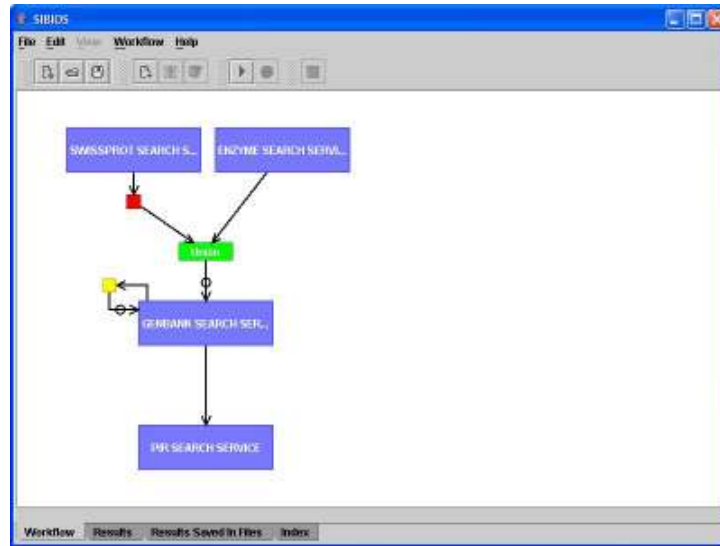 SIBIOS
File Edit View Workflow Help
SWISSPROT SEARCH S...
ENZYME SEARCH SERVI...
Union
GENBANK SEARCH SER...
PIR SEARCH SERVICE
Workflow Results Results Saved In Files Index